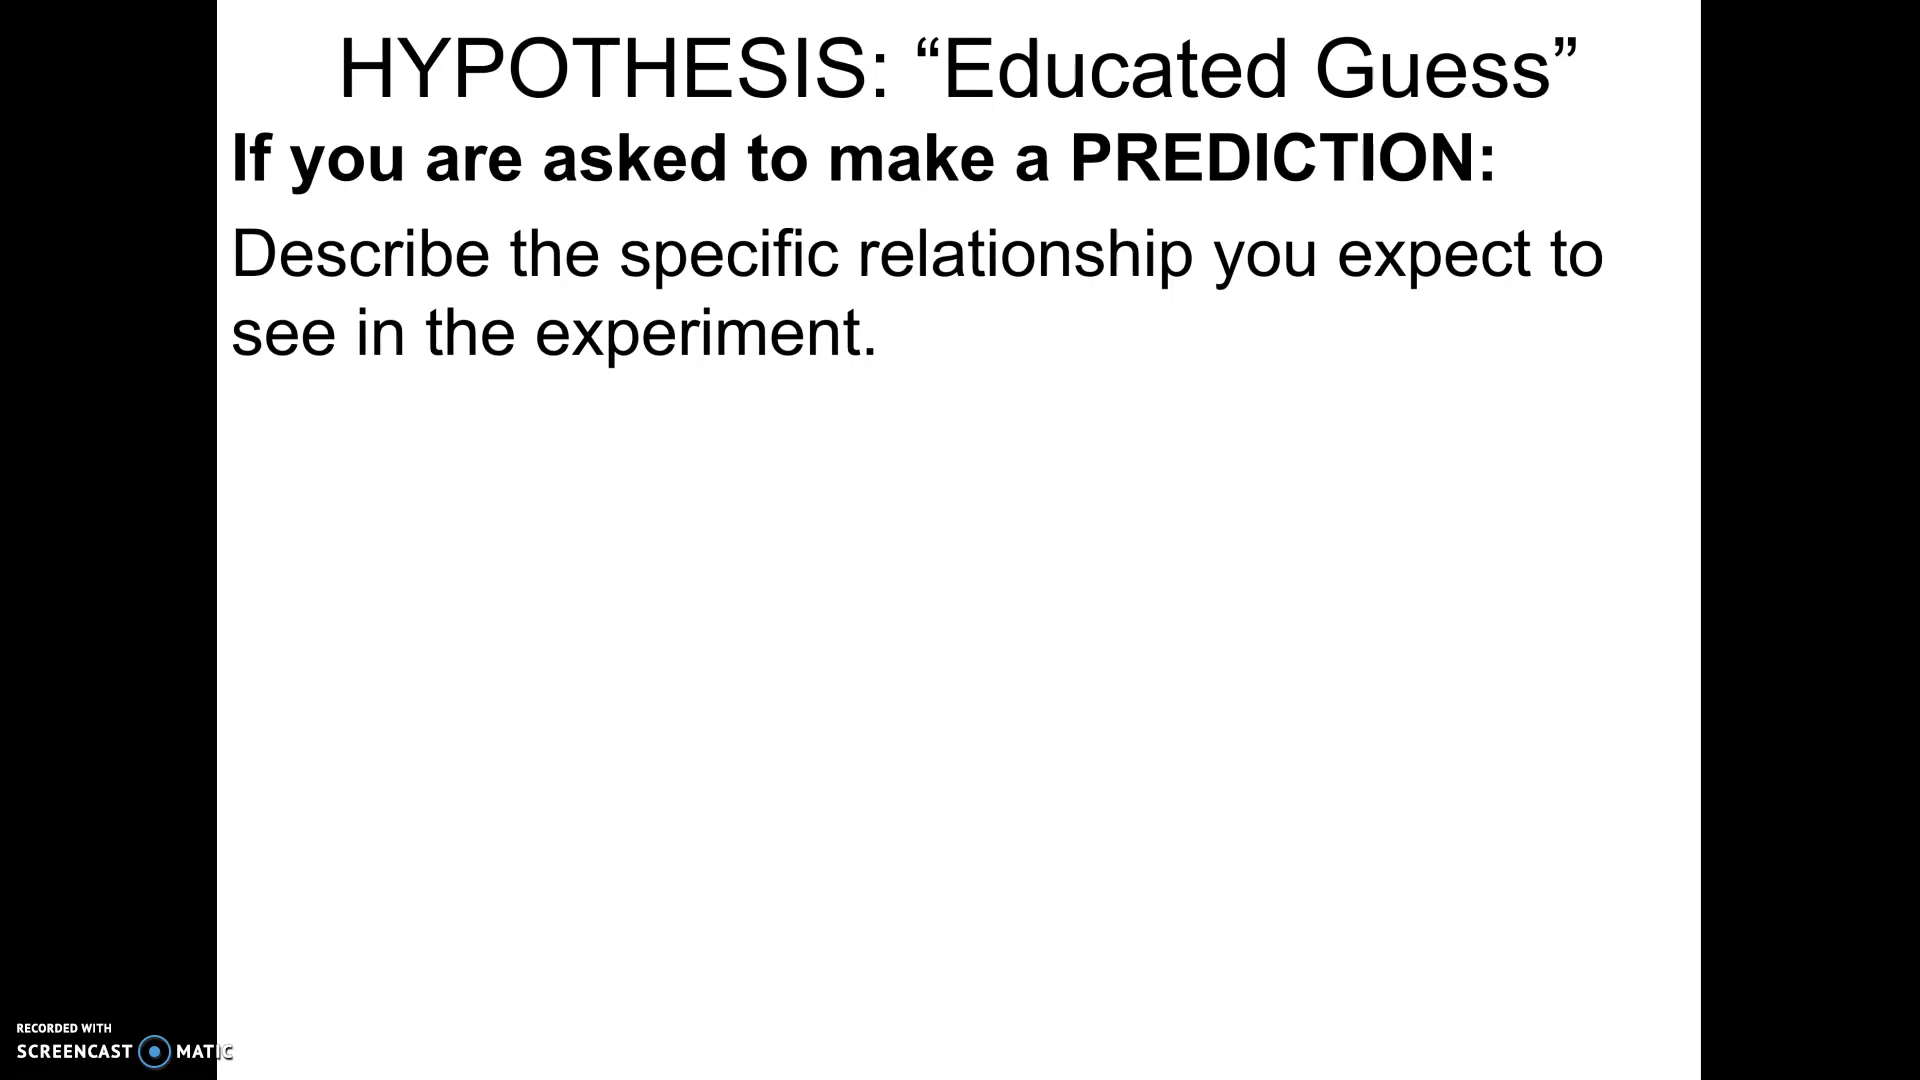 HYPOTHESIS: “Educated Guess”
If you are asked to make a PREDICTION:
Describe the specific relationship you expect to
see in the experiment.
RECORDED WITH
SCREENCAST MATIC